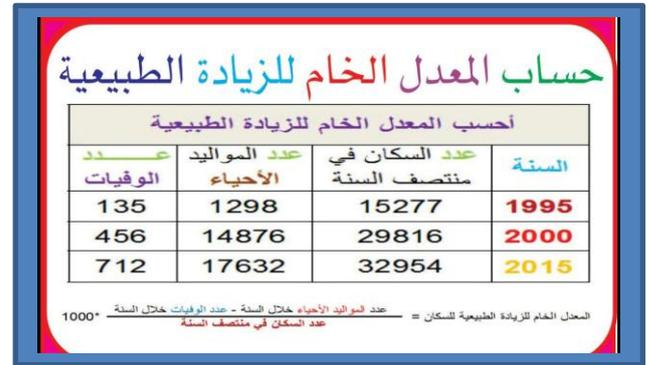 حساب المعدل الخام للزيادة الطبيعية
أحسب المعدل الخام للزيادة الطبيعية
السنة عدد السكان في منتصف السنة عدد المواليد الأحياء عدد الوفيات
1995 15277 1298 135
2000 29816 14876 456
2015 32954 17632 712
المعدل الخام للزيادة الطبيعية للسكان = عدد المواليد الأحياء خلال السنة - عدد الوفيات خلال السنة *1000
عدد السكان في منتصف السنة